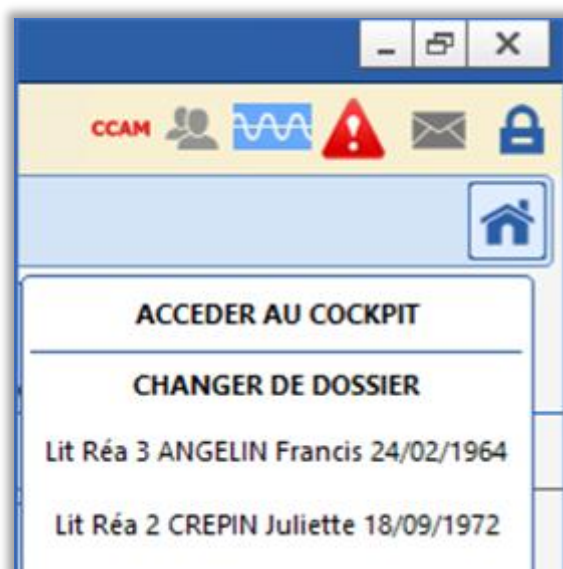 CCAM
ACCEDER AU COCKPIT
CHANGER DE DOSSIER
Lit Réa 3 ANGELIN Francis 24/02/1964
Lit Réa 2 CREPIN Juliette 18/09/1972